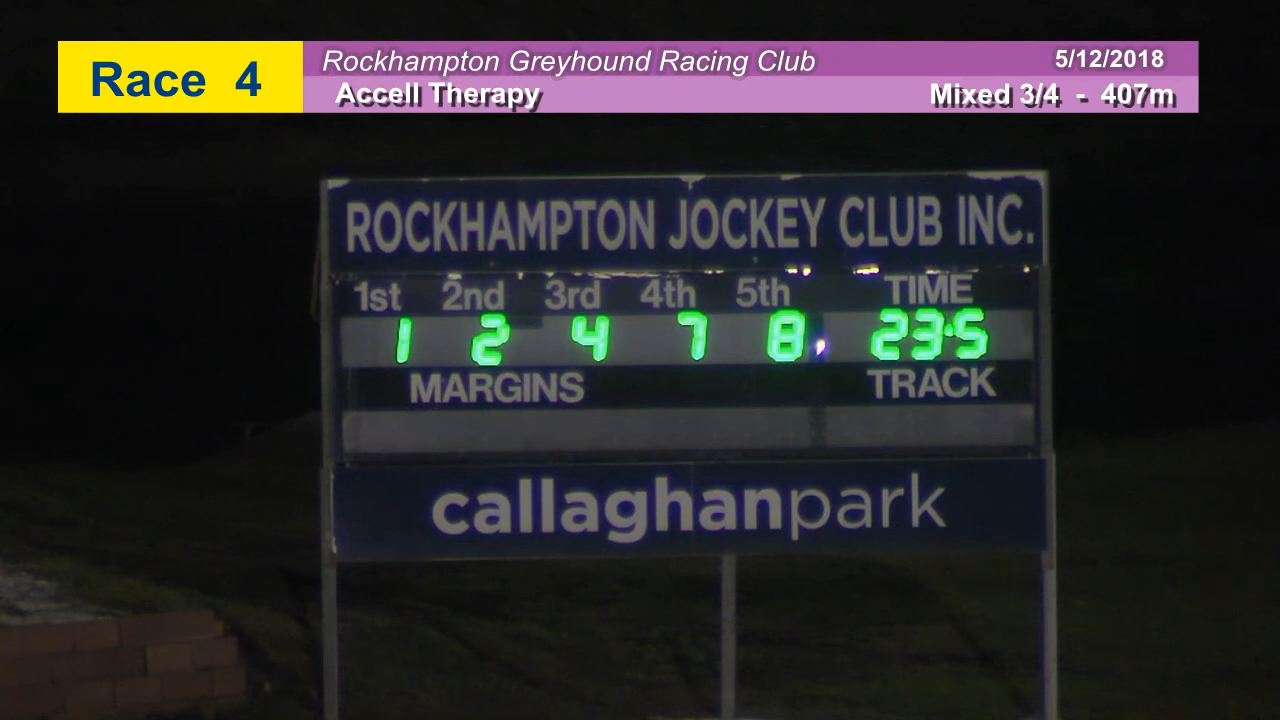 Race 4
Rockhampton Greyhound Racing Club 5/12/2018
Accell Therapy Mixed 3/4 - 407m
ROCKHAMPTON JOCKEY CLUB INC.
1st 2nd 3rd 4th 5th TIME
1 2 4 7 8 23.5
MARGINS TRACK
callaghanpark